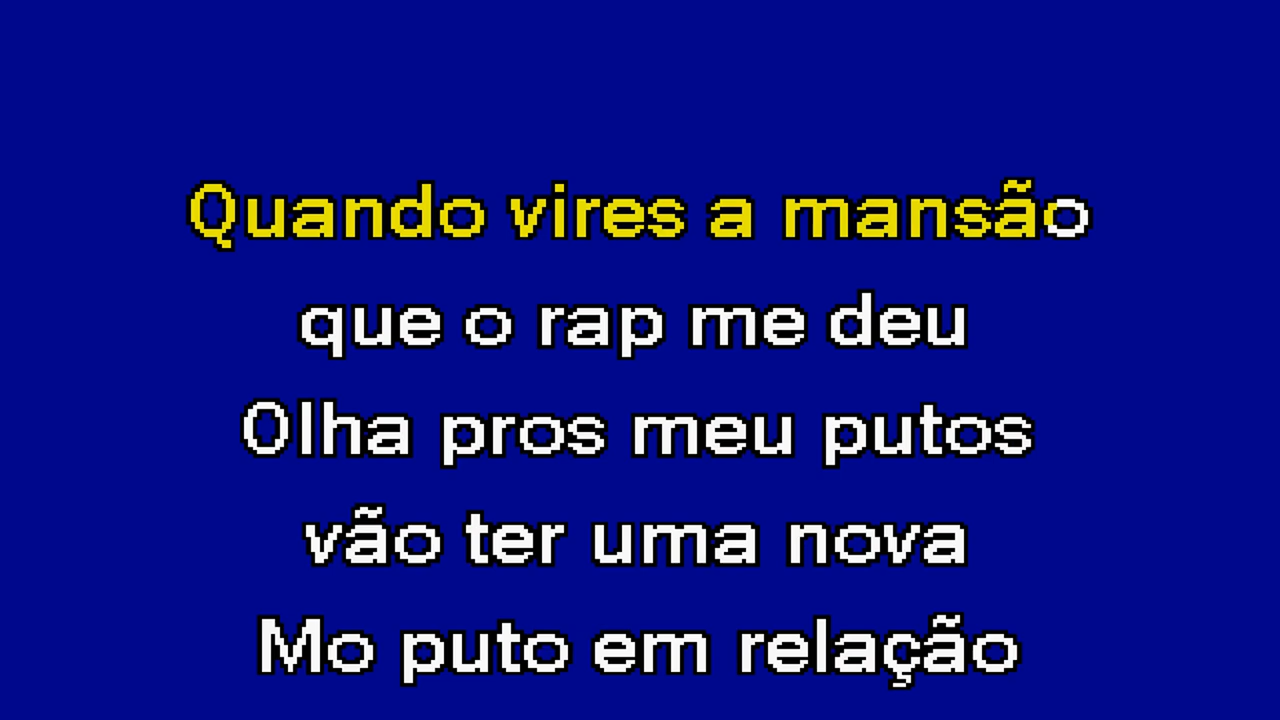 Quando vires a mansão
que o rap me deu
Olha pros meu putos
vão ter uma nova
Mo puto em relação